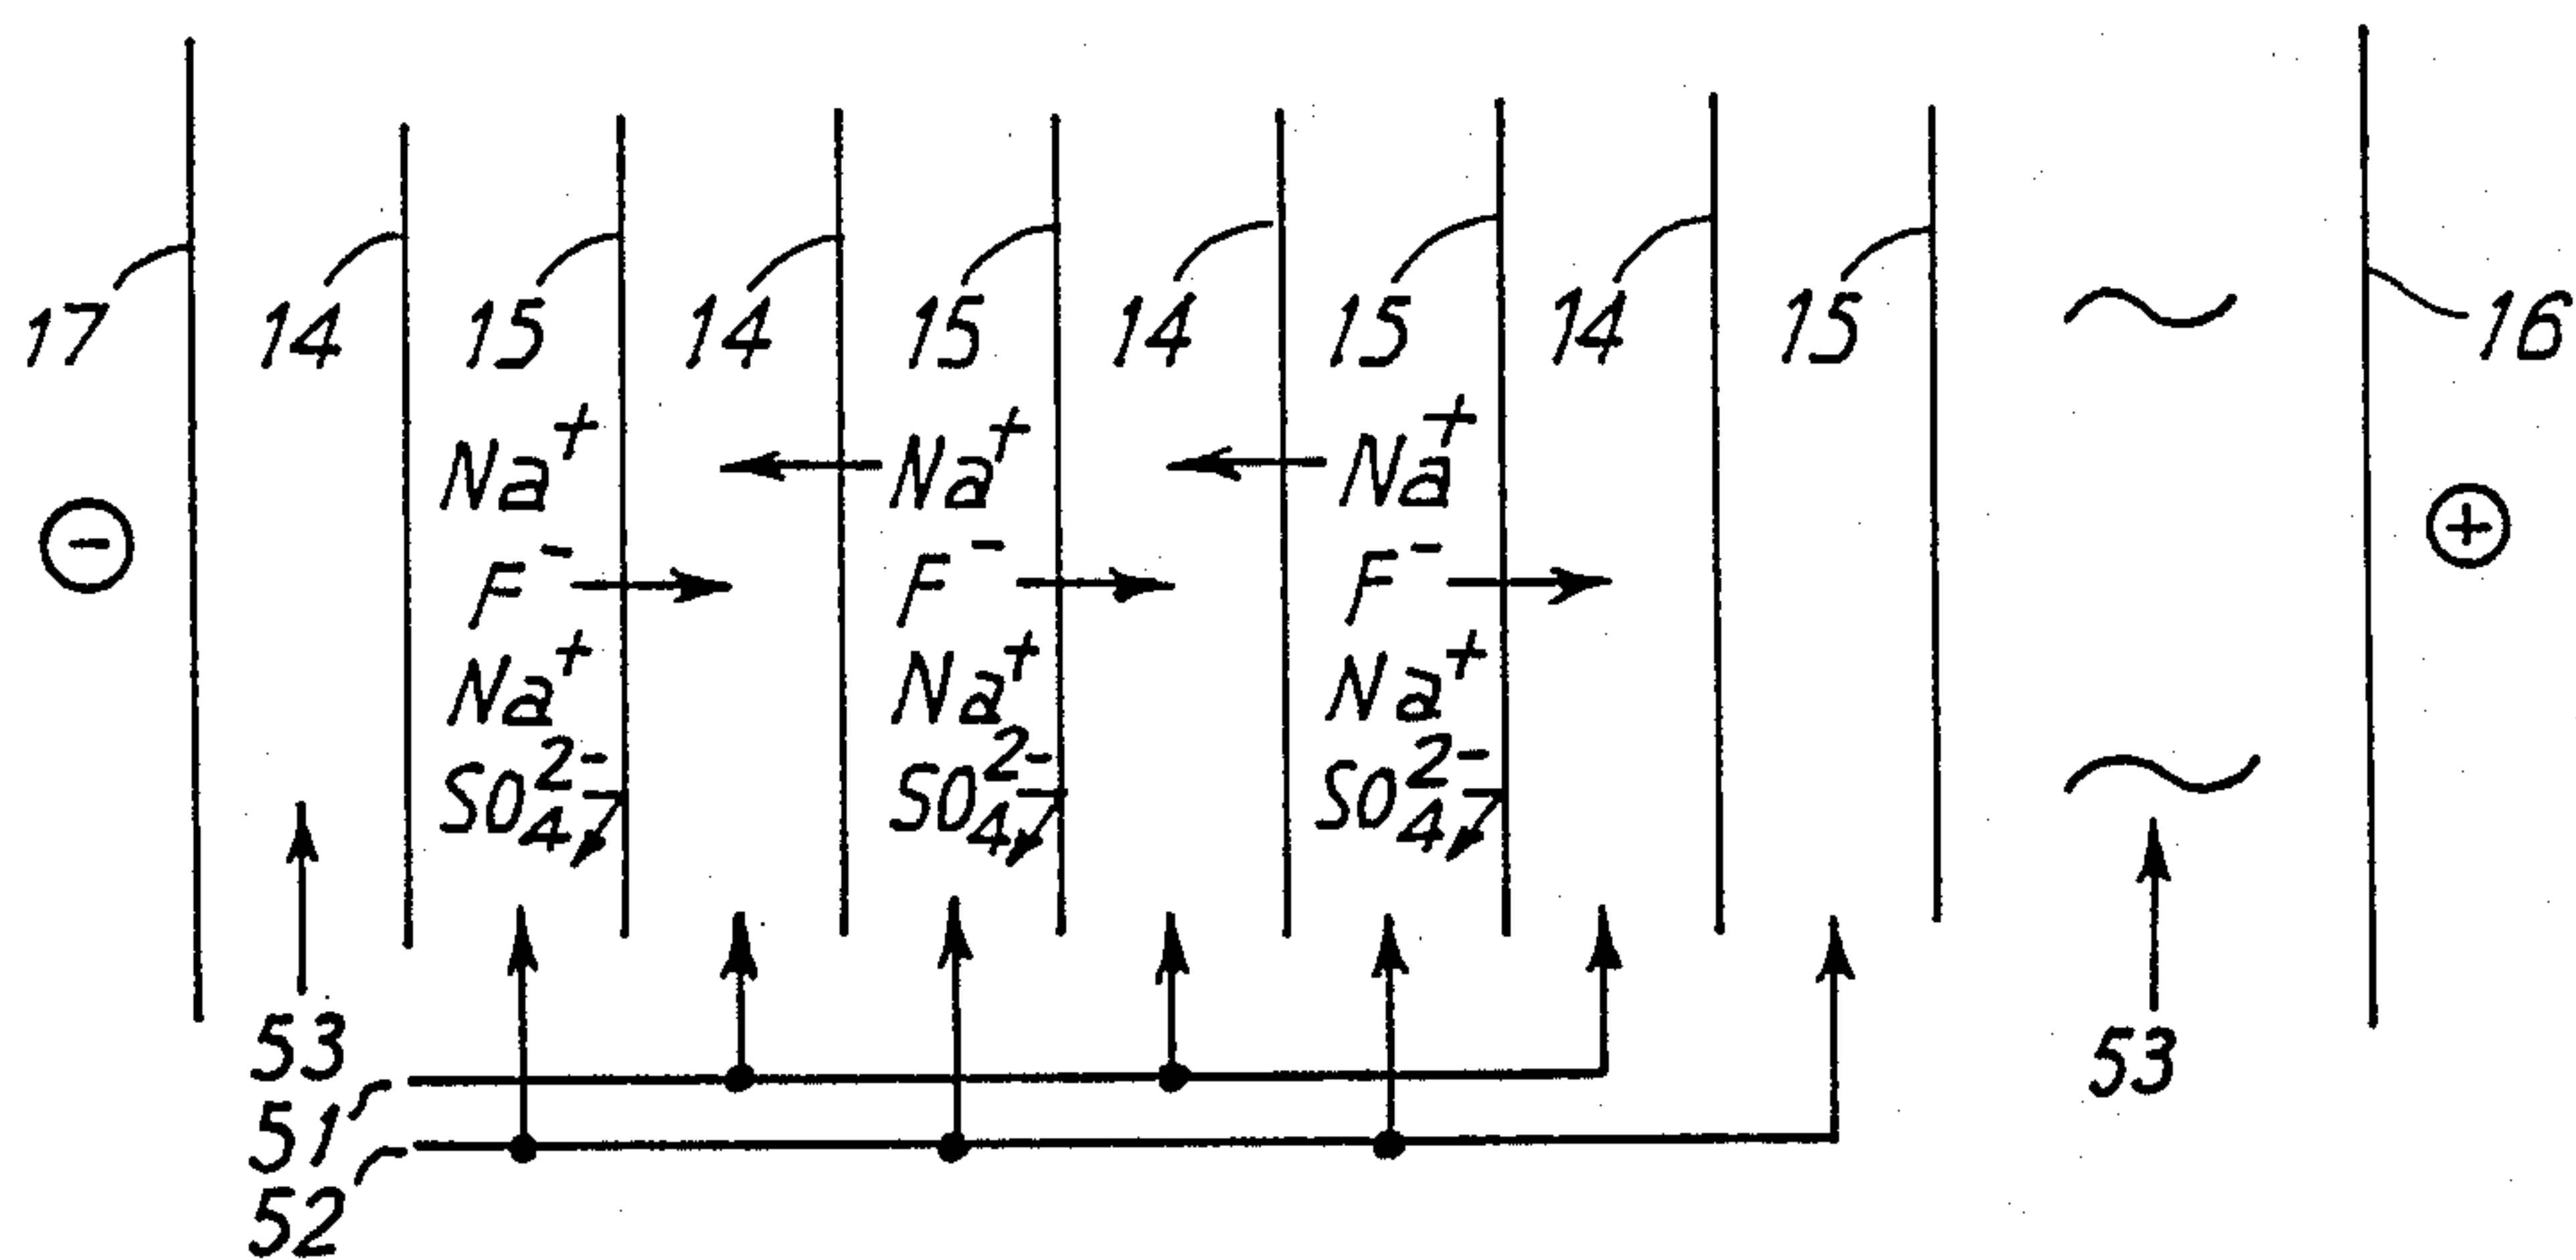 17 14 15 14 15 14 15 14 15 16
Na⁺ Na⁺ Na⁺
⊖ ⊕
F⁻ F⁻ F⁻
Na⁺ Na⁺ Na⁺
SO₄²⁻ SO₄²⁻ SO₄²⁻
53 53
51
52